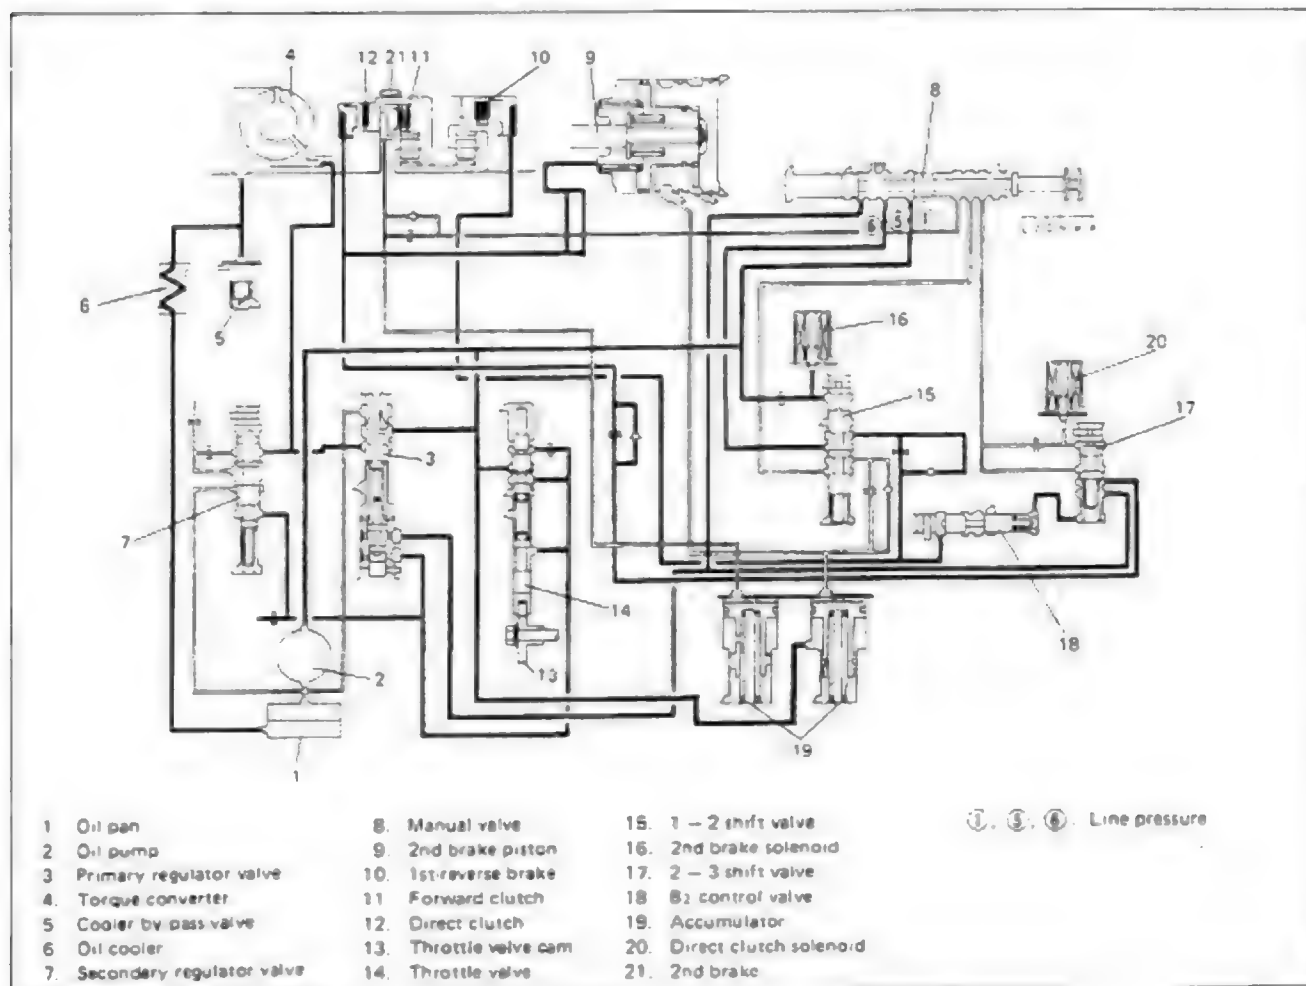 4
12 21 11
10
9
8
6
5
16
20
15
17
3
7
14
18
2
13
19
1
1 Oil pan
2 Oil pump
3 Primary regulator valve
4. Torque converter
5 Cooler by pass valve
6 Oil cooler
7. Secondary regulator valve
8. Manual valve
9. 2nd brake piston
10. 1st-reverse brake
11 Forward clutch
12. Direct clutch
13. Throttle valve cam
14. Throttle valve
15. 1 – 2 shift valve
16. 2nd brake solenoid
17. 2 – 3 shift valve
18 B2 control valve
19. Accumulator
20. Direct clutch solenoid
21. 2nd brake
5, 6. Line pressure